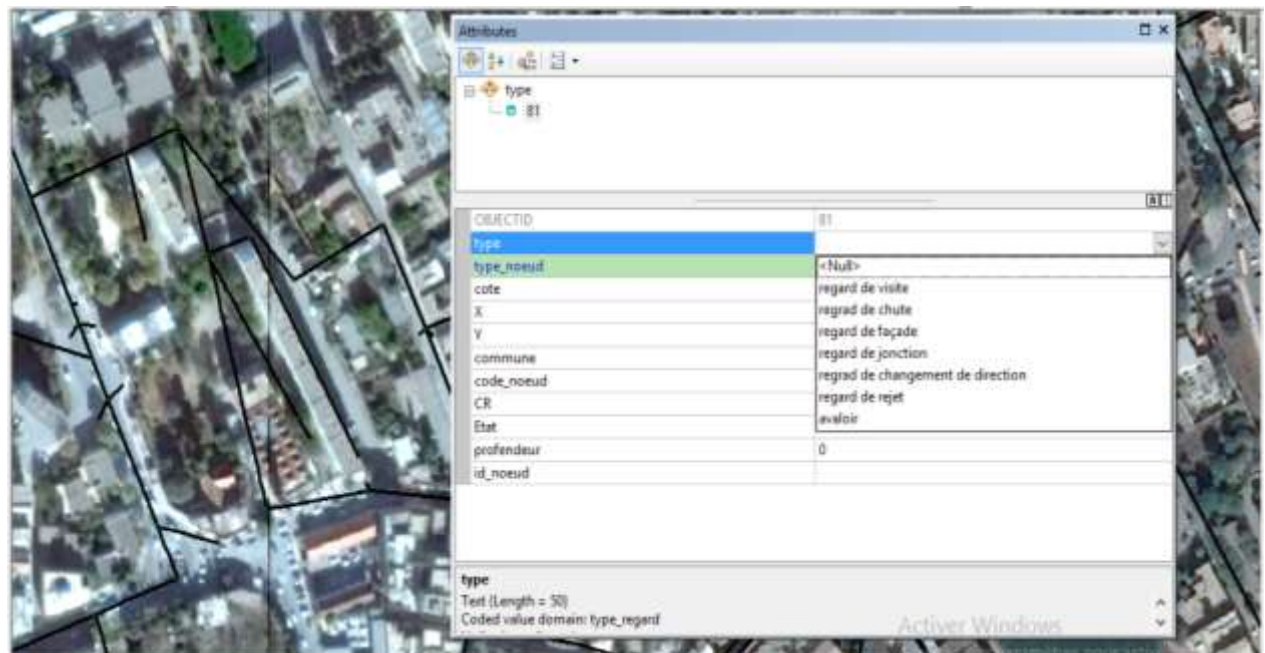 Attributes
type
81
OBJECTID 81
type
type_noeud <Null>
cote regard de visite
X regrad de chute
Y regard de façade
commune regard de jonction
code_noeud regrad de changement de direction
CR regard de rejet
Etat avaloir
profendeur 0
id_noeud
type
Text (Length = 50)
Coded value domain: type_regard
Activer Windows